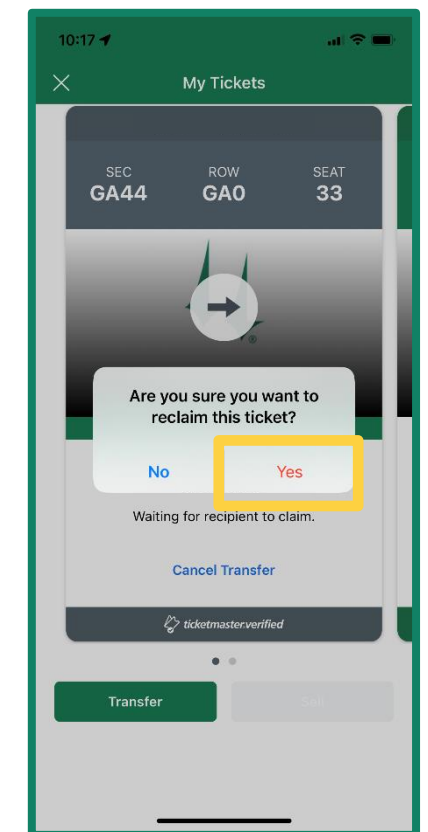 10:17
My Tickets
SEC ROW SEAT
GA44 GA0 33
Are you sure you want to
reclaim this ticket?
No Yes
Waiting for recipient to claim.
Cancel Transfer
ticketmaster.verified
Transfer Sell